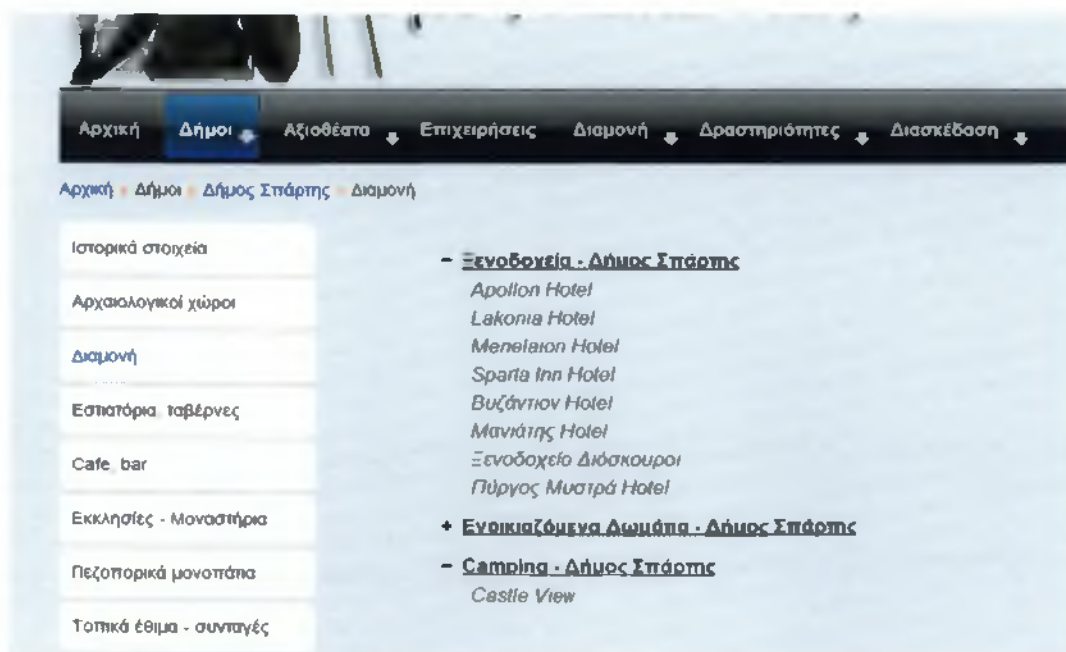 Αρχική Δήμοι Αξιοθέατα Επιχειρήσεις Διαμονή Δραστηριότητες Διασκέδαση
Αρχική Δήμοι Δήμος Σπάρτης Διαμονή
Ιστορικά στοιχεία
Αρχαιολογικοί χώροι
Διαμονή
Εστιατόρια, ταβέρνες
Cafe, bar
Εκκλησίες - Μοναστήρια
Πεζοπορικά μονοπάτια
Τοπικά έθιμα - συνταγές
- Ξενοδοχεία - Δήμος Σπάρτης
Apollon Hotel
Lakonia Hotel
Menelaion Hotel
Sparta Inn Hotel
Βυζάντιον Hotel
Μανιάτης Hotel
Ξενοδοχείο Διόσκουροι
Πύργος Μυστρά Hotel
+ Ενοικιαζόμενα Δωμάτια - Δήμος Σπάρτης
- Camping - Δήμος Σπάρτης
Castle View